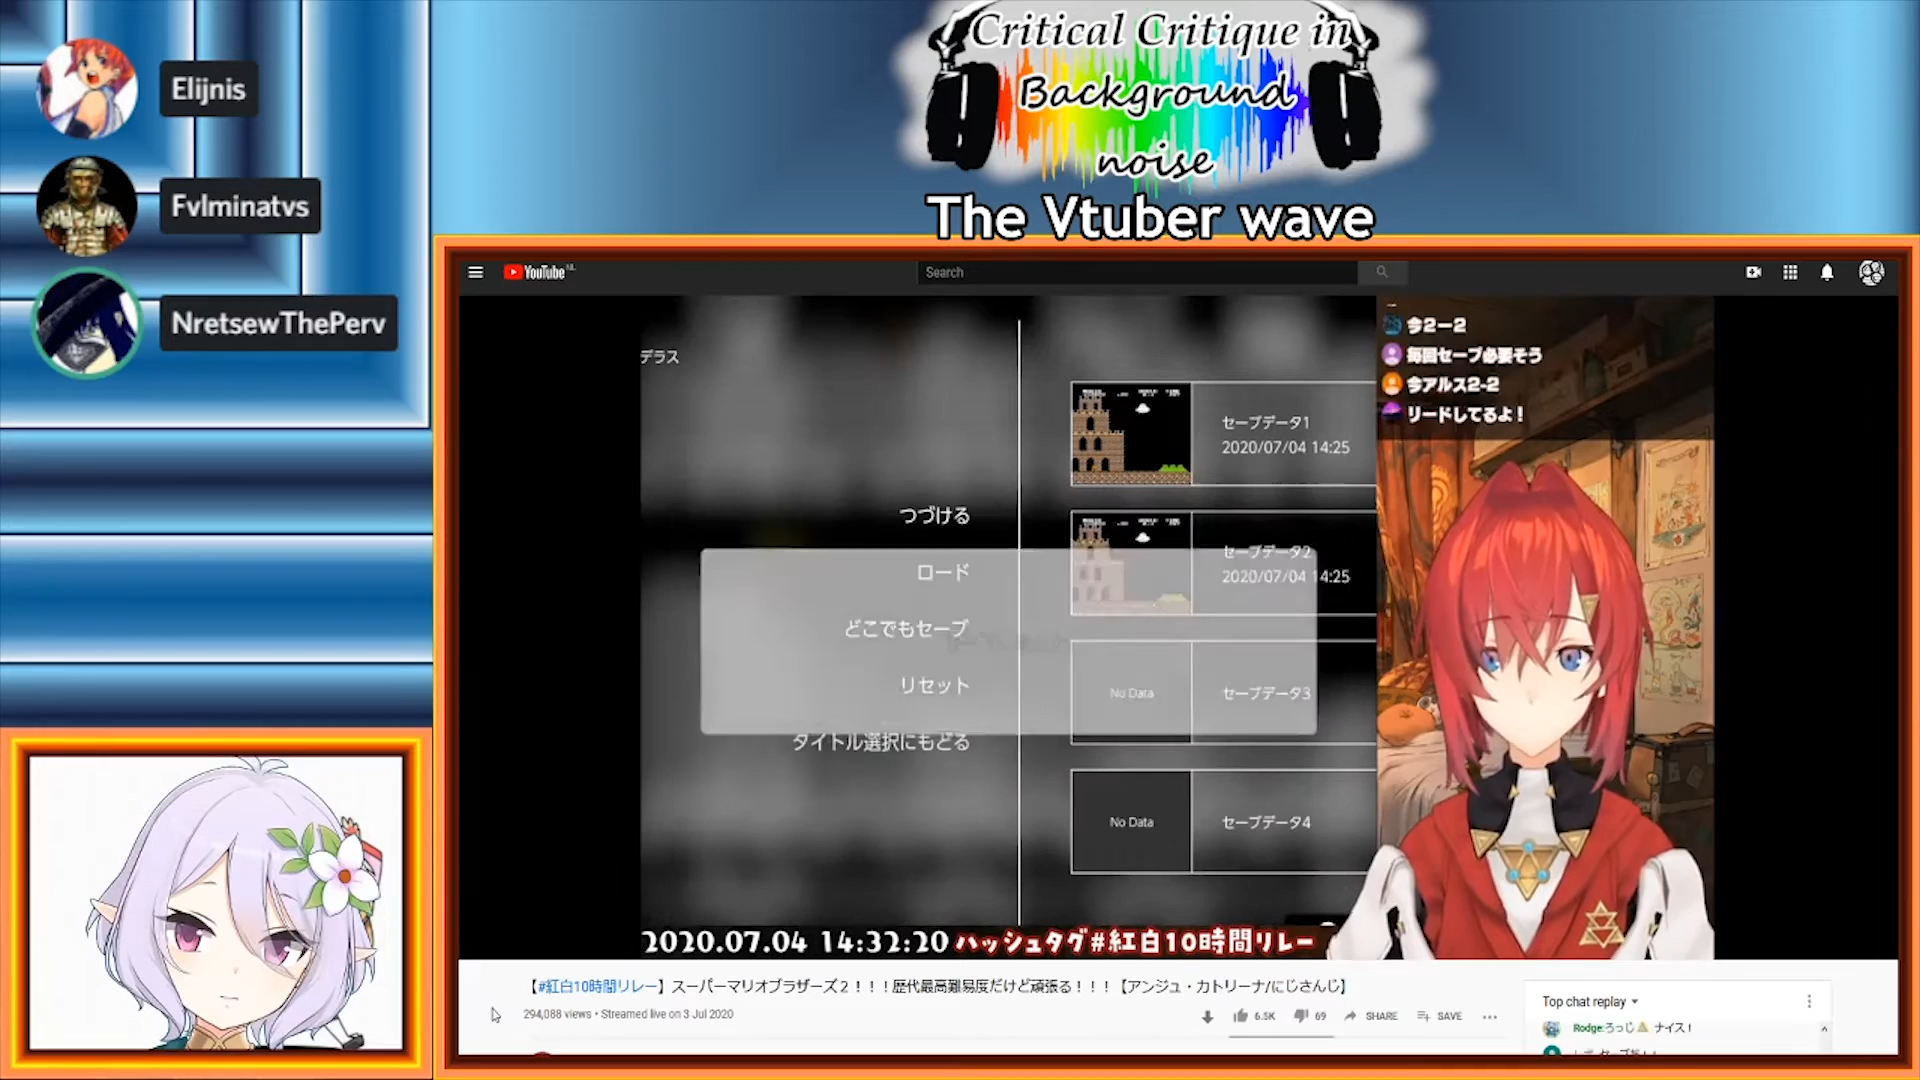 Elijnis
Fvlminatvs
NretsewThePerv
Critical Critique in
Background
noise
The Vtuber wave
YouTube NL
Search
デラス
つづける
ロード
どこでもセーブ
リセット
タイトル選択にもどる
セーブデータ1
2020/07/04 14:25
セーブデータ2
2020/07/04 14:25
No Data
セーブデータ3
No Data
セーブデータ4
今2ー2
毎回セーブ必要そう
今アルス2-2
リードしてるよ!
2020.07.04 14:32:20 ハッシュタグ#紅白10時間リレー
【#紅白10時間リレー】スーパーマリオブラザーズ2!!!歴代最高難易度だけど頑張る!!!【アンジュ・カトリーナ/にじさんじ】
294,088 views • Streamed live on 3 Jul 2020
6.5K
69
SHARE
SAVE
Top chat replay
Rodge:ろっじ ナイス!